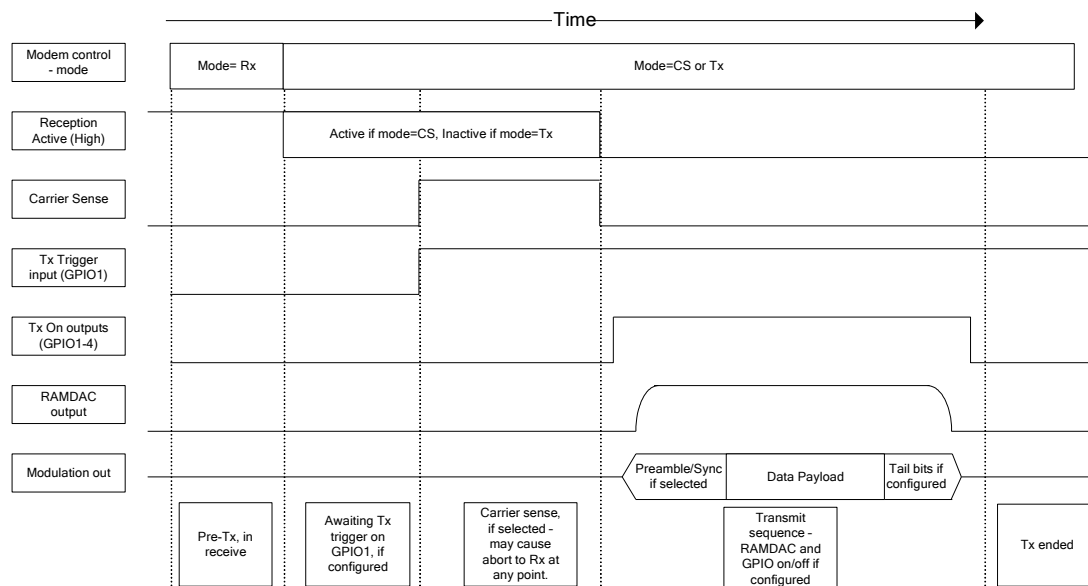 Time
Modem control
- mode
Mode= Rx
Mode=CS or Tx
Reception
Active (High)
Active if mode=CS, Inactive if mode=Tx
Carrier Sense
Tx Trigger
input (GPIO1)
Tx On outputs
(GPIO1-4)
RAMDAC
output
Modulation out
Preamble/Sync
if selected
Data Payload
Tail bits if
configured
Pre-Tx, in
receive
Awaiting Tx
trigger on
GPIO1, if
configured
Carrier sense,
if selected -
may cause
abort to Rx at
any point.
Transmit
sequence -
RAMDAC and
GPIO on/off if
configured
Tx ended